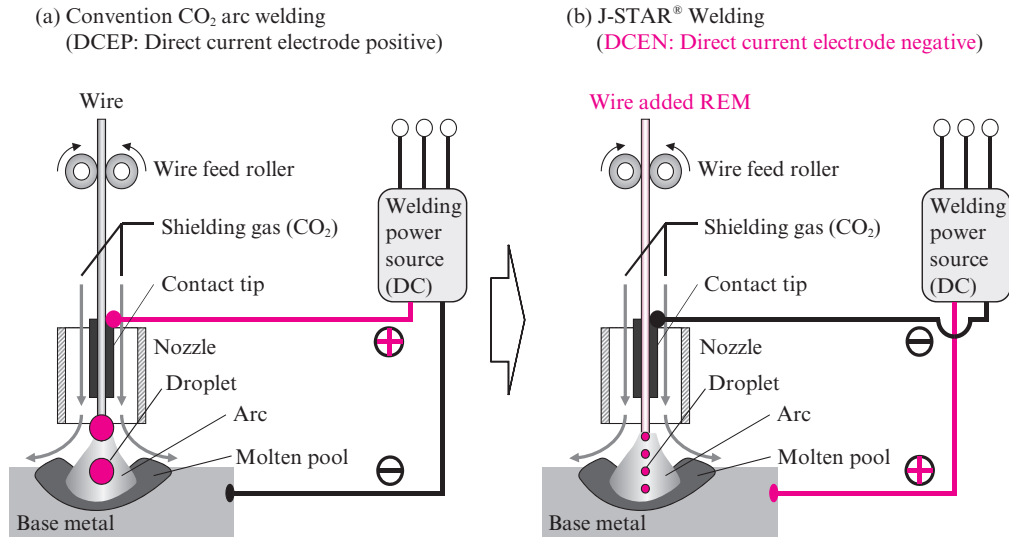 (a) Convention CO₂ arc welding
(DCEP: Direct current electrode positive)
Wire
Wire feed roller
Shielding gas (CO₂)
Welding
power
source
(DC)
Contact tip
+
Nozzle
Droplet
Arc
Molten pool
−
Base metal
(b) J-STAR® Welding
(DCEN: Direct current electrode negative)
Wire added REM
Wire feed roller
Shielding gas (CO₂)
Welding
power
source
(DC)
Contact tip
−
Nozzle
Droplet
Arc
Molten pool
+
Base metal